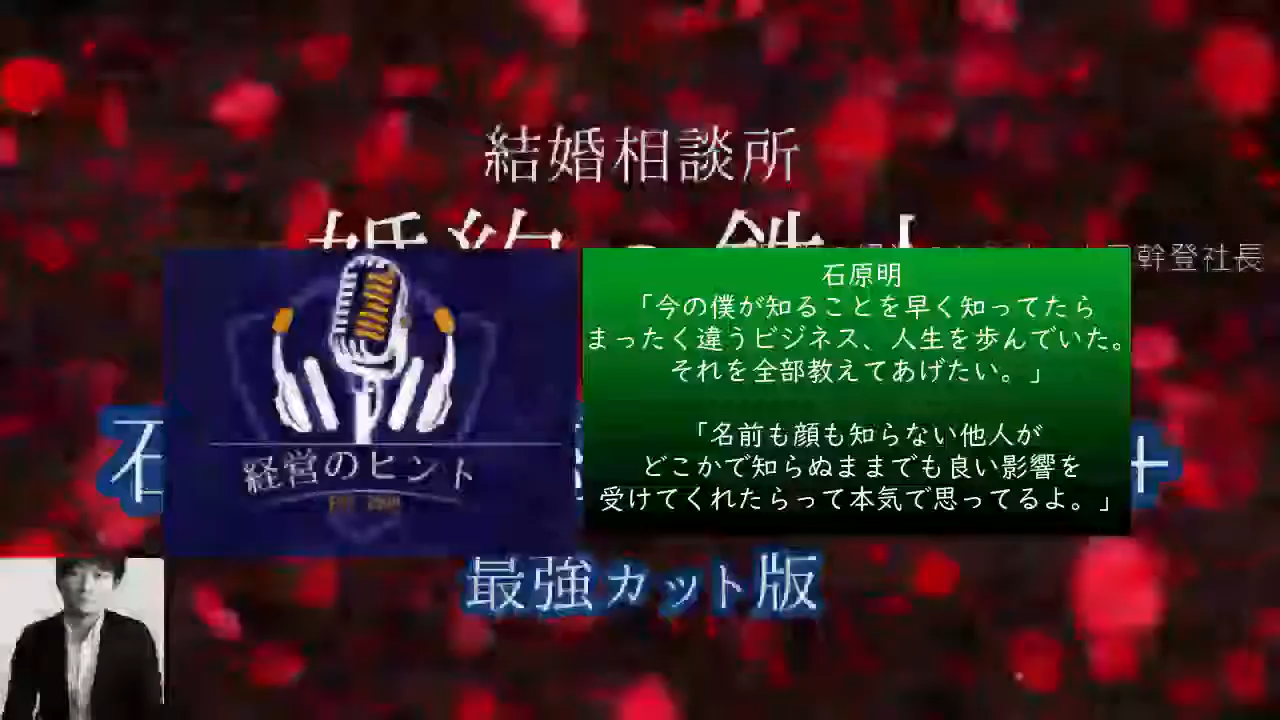 結婚相談所
幹登社長
石原明
「今の僕が知ることを早く知ってたら
まったく違うビジネス、人生を歩んでいた。
それを全部教えてあげたい。」
「名前も顔も知らない他人が
どこかで知らぬままでも良い影響を
受けてくれたらって本気で思ってるよ。」
経営のヒント
石
+
最強カット版